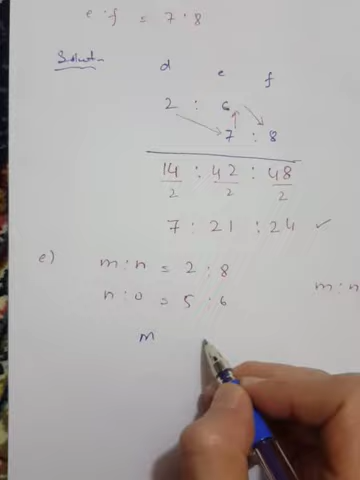 e : f = 7 : 8
Solution
d e f
2 : 6
7 : 8
14/2 : 42/2 : 48/2
7 : 21 : 24 ✓
e) m : n = 2 : 8
n : o = 5 : 6
m : n
m